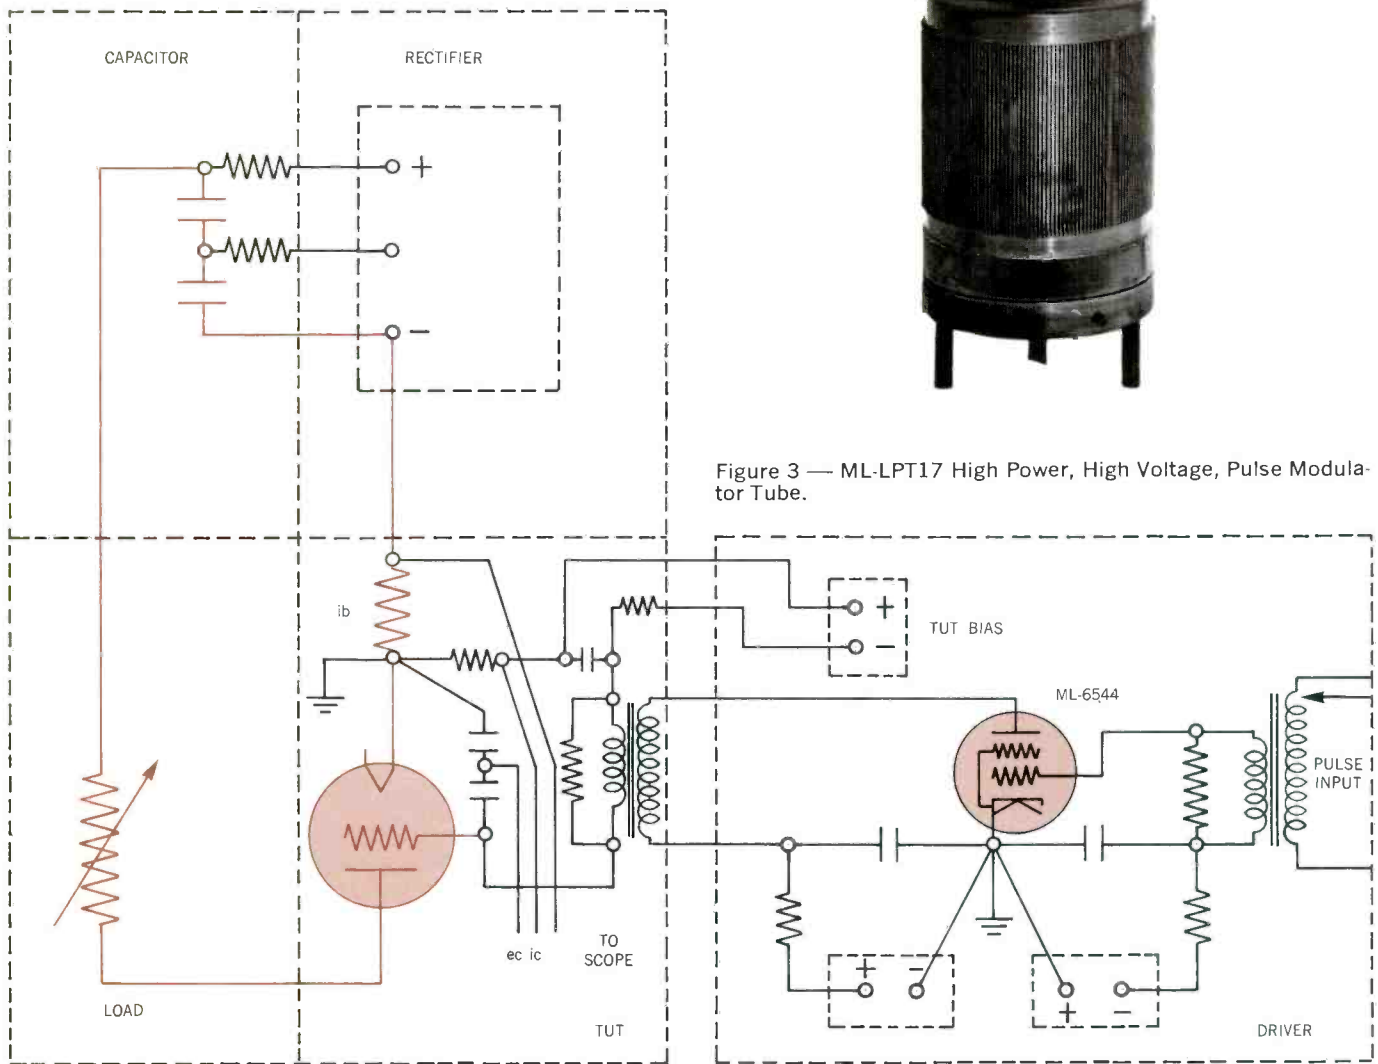 CAPACITOR
RECTIFIER
+
−
Figure 3 — ML-LPT17 High Power, High Voltage, Pulse Modula-
tor Tube.
ib
+
−
TUT BIAS
ML-6544
PULSE
INPUT
ec ic
TO
SCOPE
+ −
+ −
LOAD
TUT
DRIVER